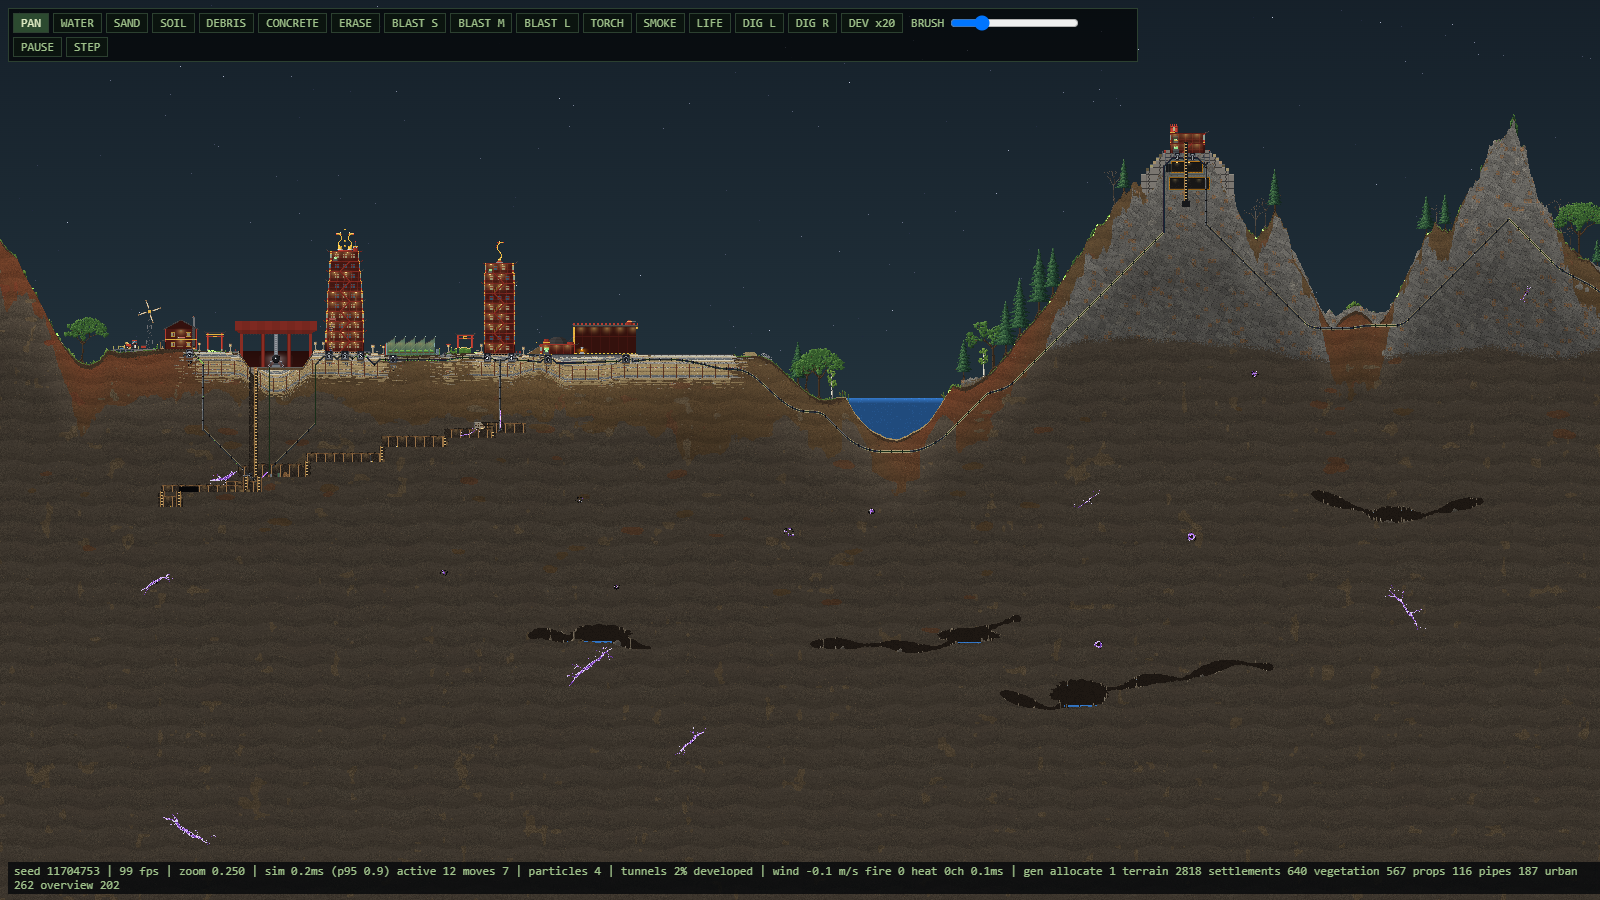 PAN WATER SAND SOIL DEBRIS CONCRETE ERASE BLAST S BLAST M BLAST L TORCH SMOKE LIFE DIG L DIG R DEV x20 BRUSH
PAUSE STEP
seed 11704753 | 99 fps | zoom 0.250 | sim 0.2ms (p95 0.9) active 12 moves 7 | particles 4 | tunnels 2% developed | wind -0.1 m/s fire 0 heat 0ch 0.1ms | gen allocate 1 terrain 2818 settlements 640 vegetation 567 props 116 pipes 187 urban
262 overview 202